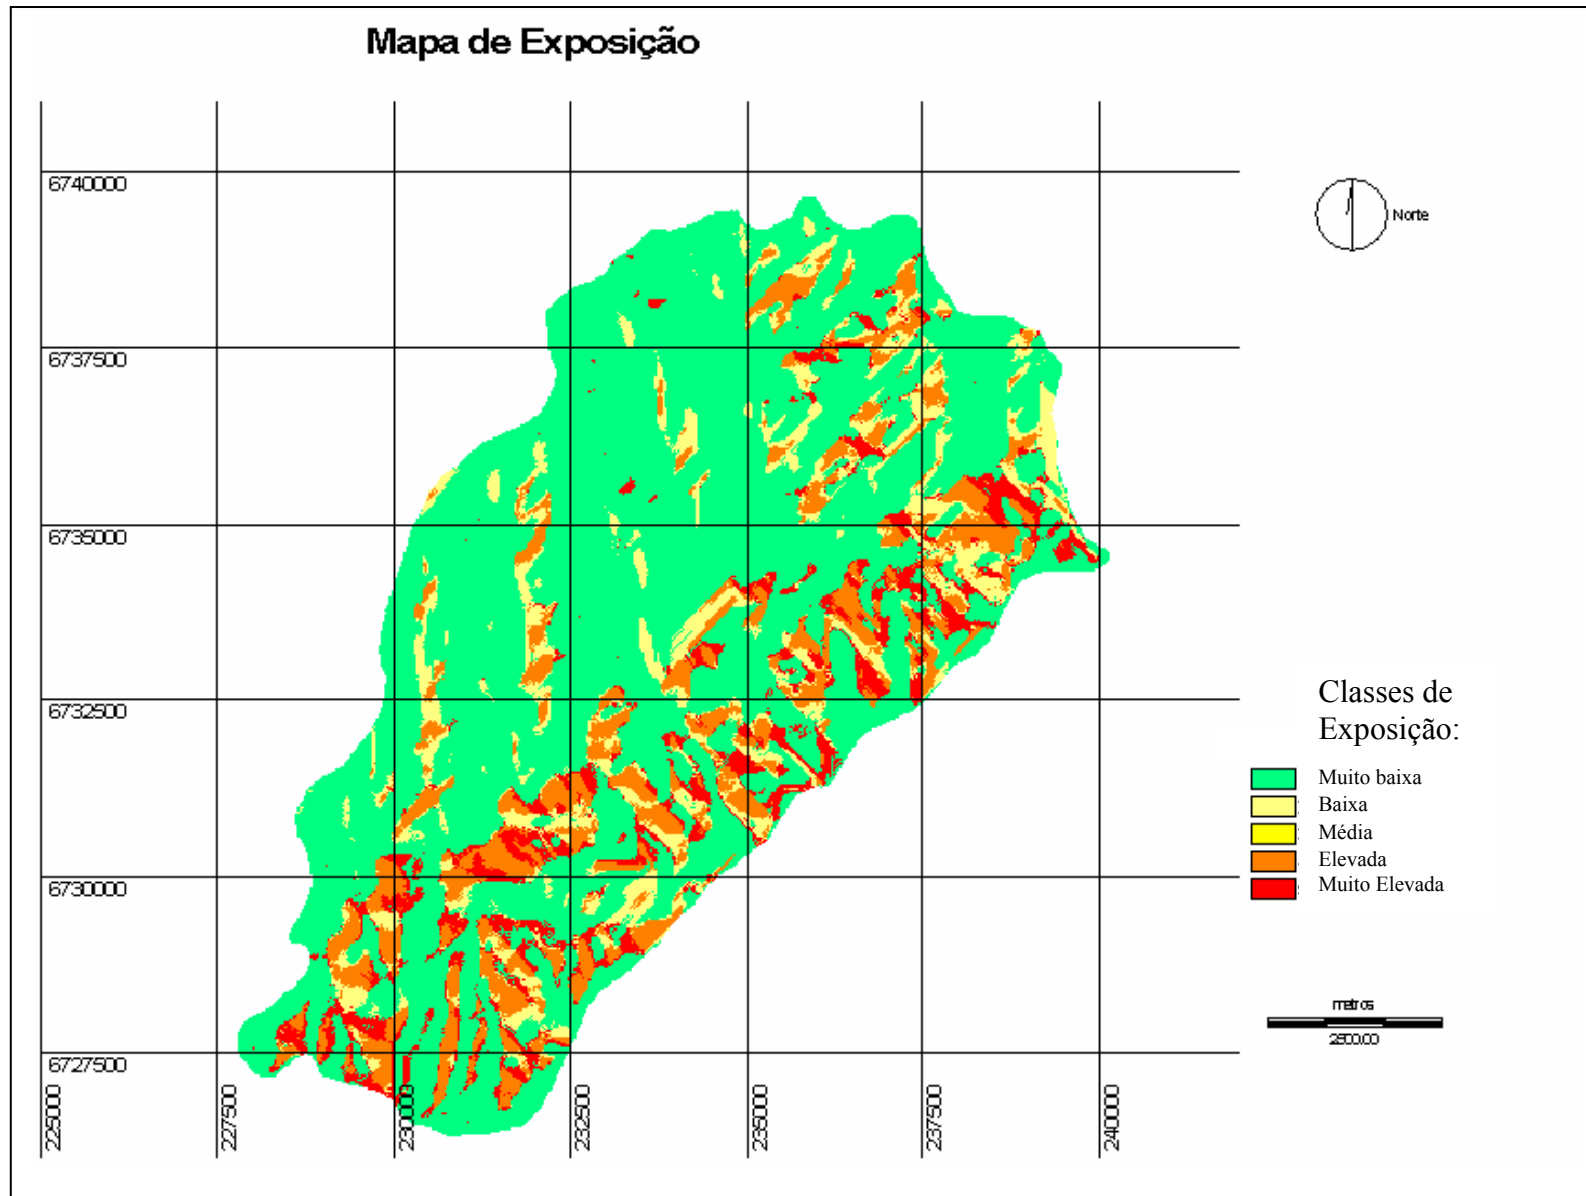 Mapa de Exposição
6740000
Norte
6737500
6735000
6732500
Classes de
Exposição:
Muito baixa
Baixa
Média
Elevada
Muito Elevada
6730000
metros
2500.00
6727500
225000
227500
230000
232500
235000
237500
240000